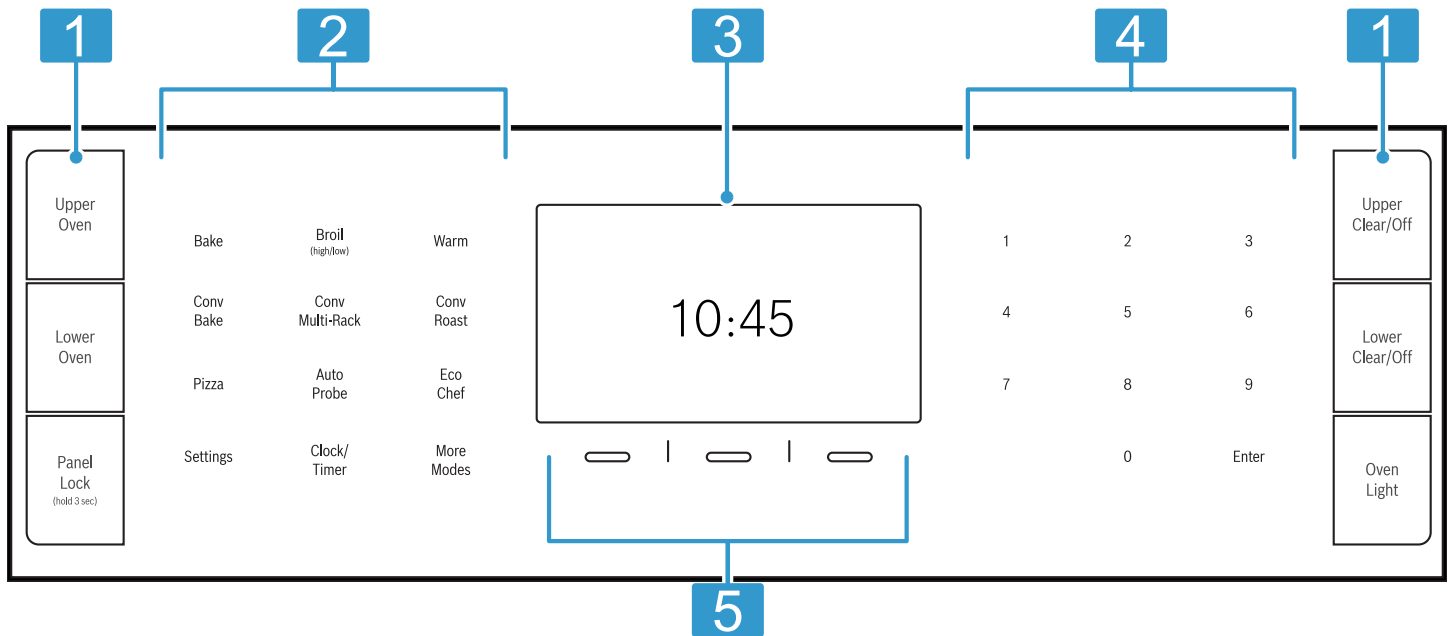 1
2
3
4
1
Upper
Oven
Lower
Oven
Panel
Lock
(hold 3 sec)
Bake
Broil
(high/low)
Warm
Conv
Bake
Conv
Multi-Rack
Conv
Roast
Pizza
Auto
Probe
Eco
Chef
Settings
Clock/
Timer
More
Modes
10:45
1
2
3
4
5
6
7
8
9
0
Enter
Upper
Clear/Off
Lower
Clear/Off
Oven
Light
5